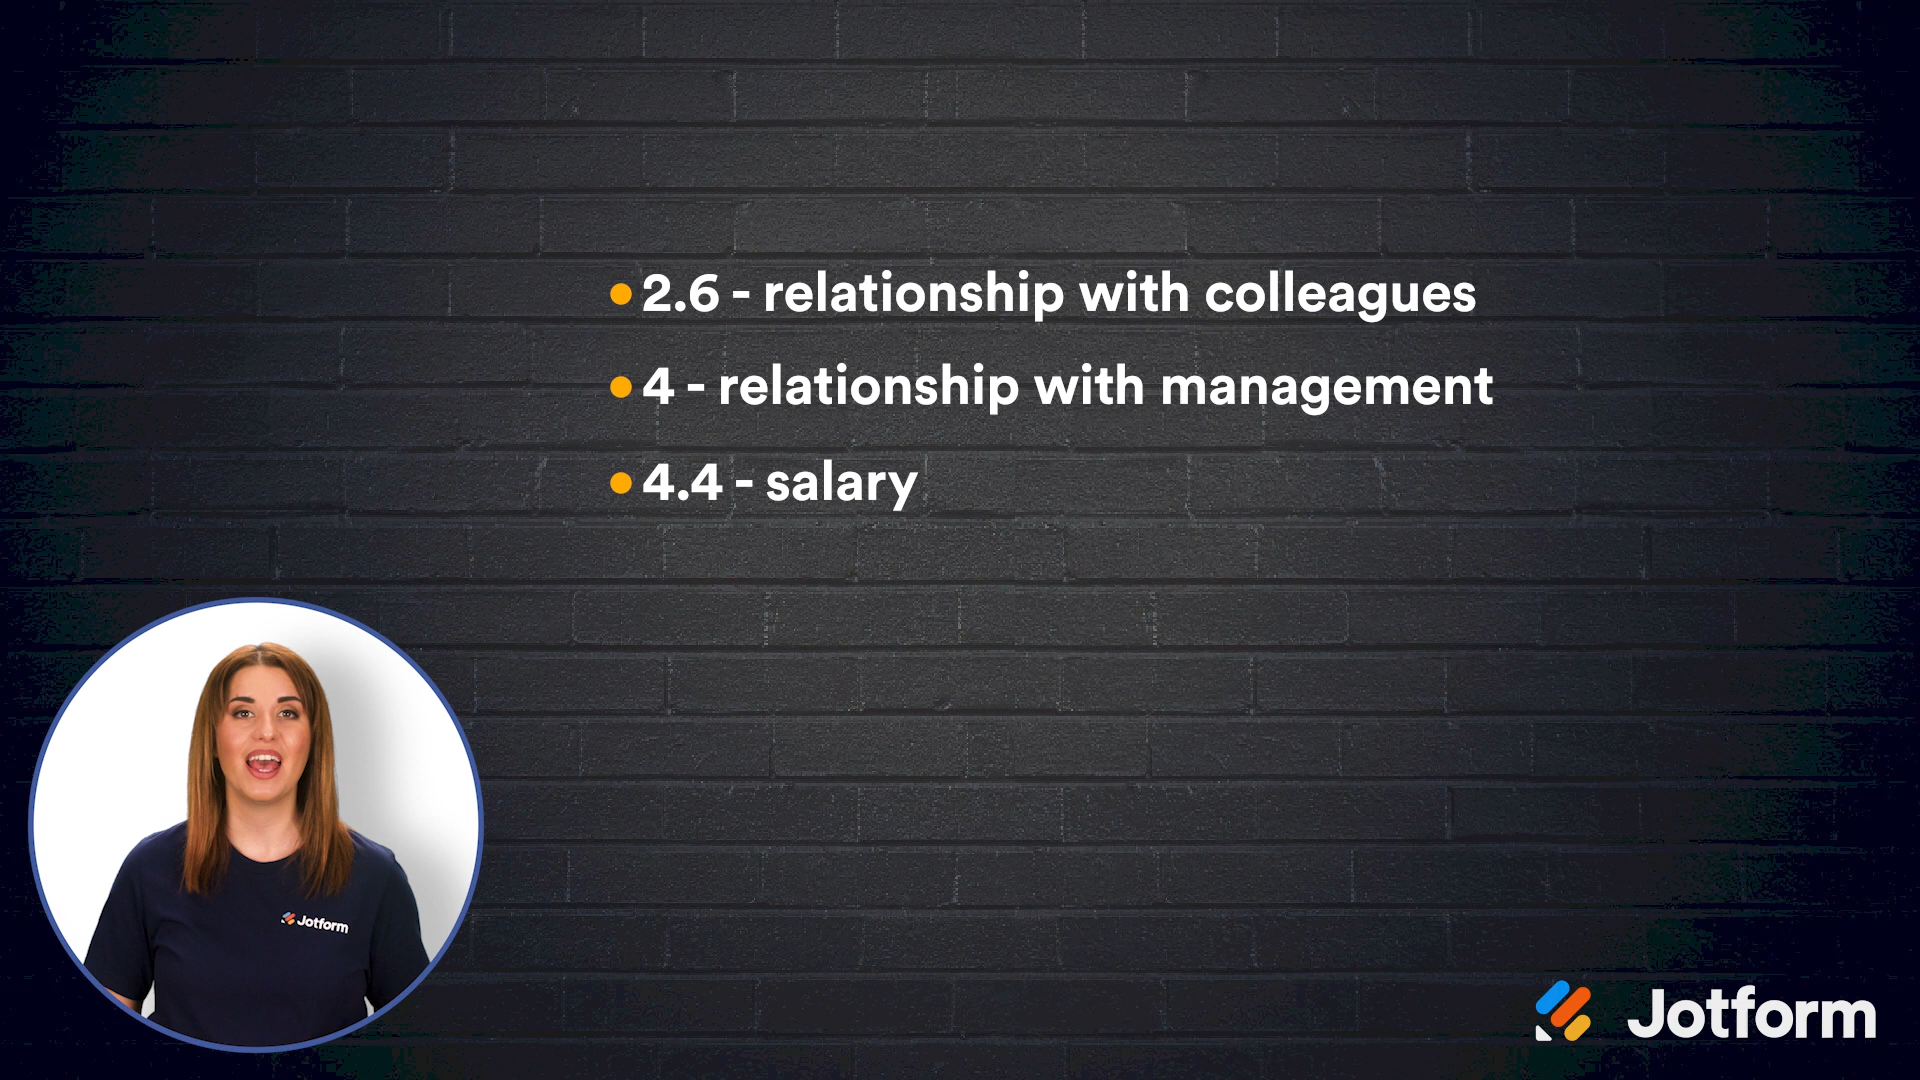 • 2.6 - relationship with colleagues
• 4 - relationship with management
• 4.4 - salary
Jotform
Jotform